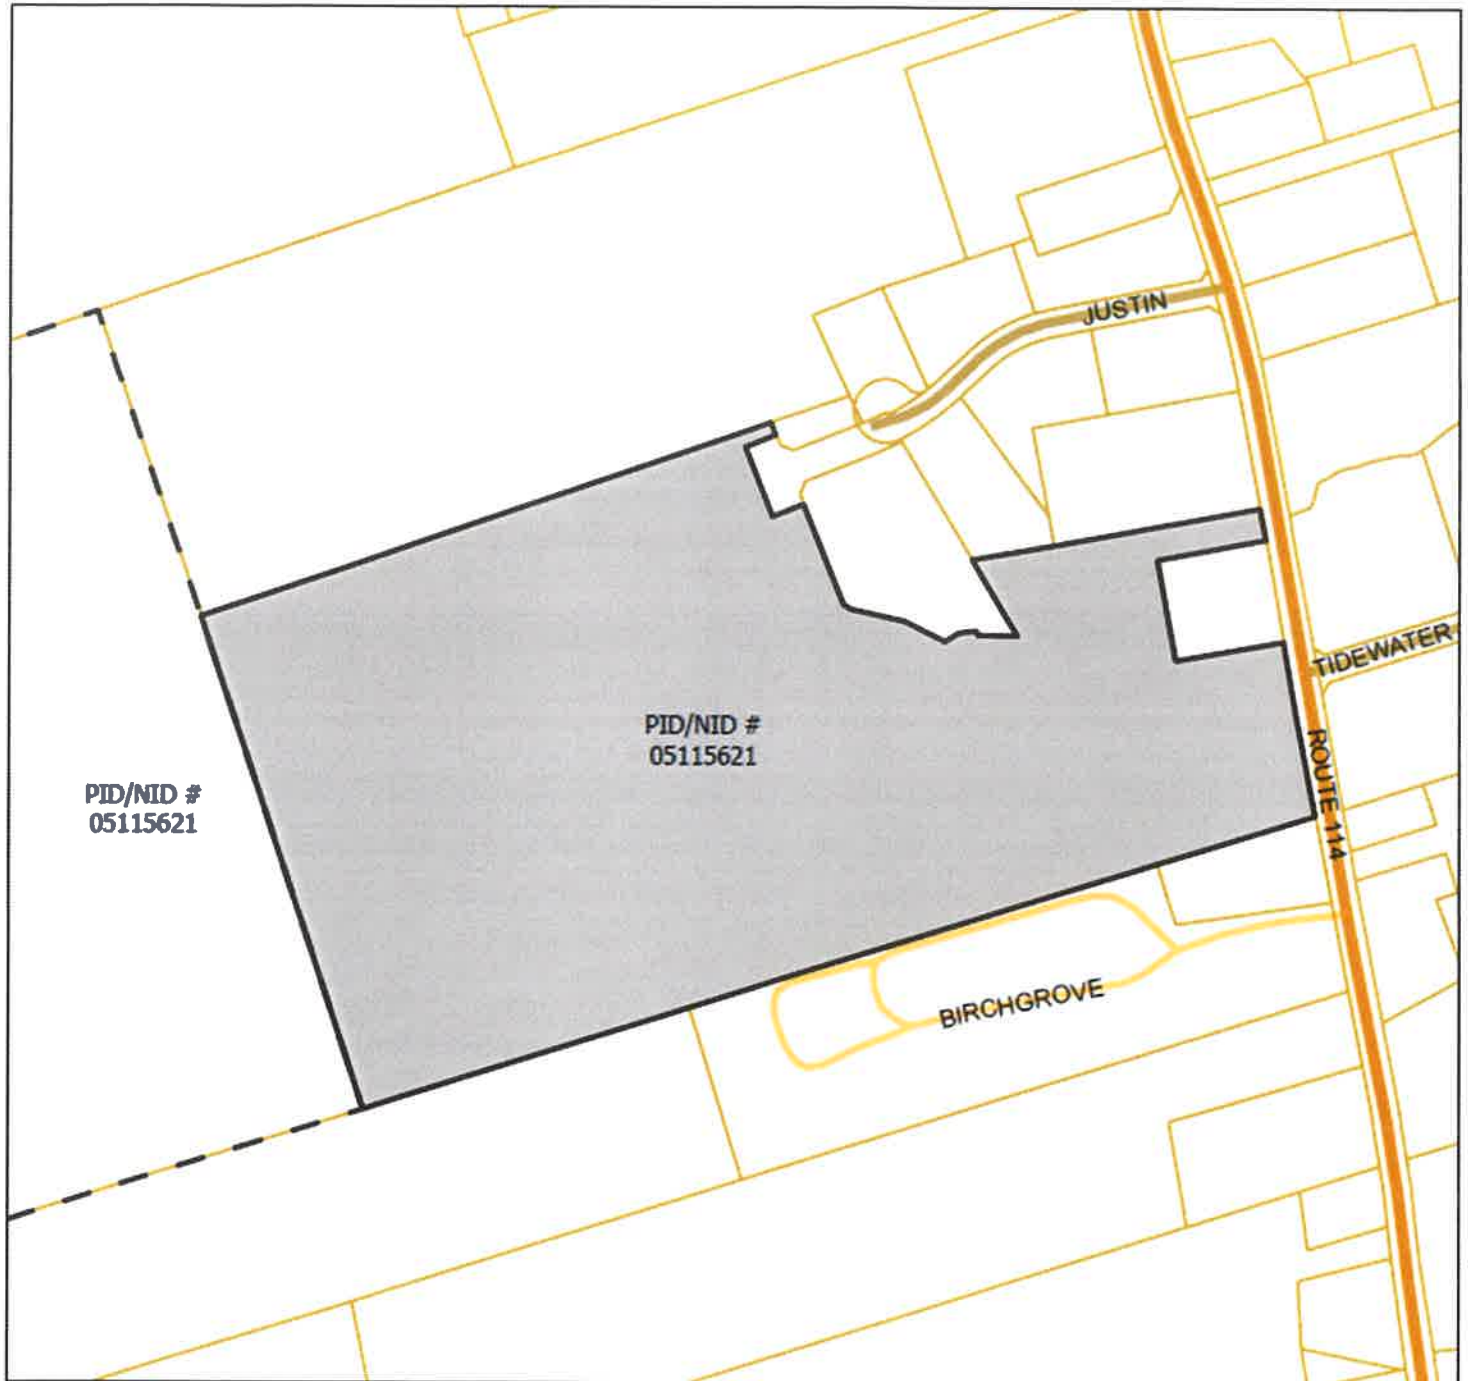 JUSTIN
TIDEWATER
PID/NID #
05115621
ROUTE 114
PID/NID #
05115621
BIRCHGROVE